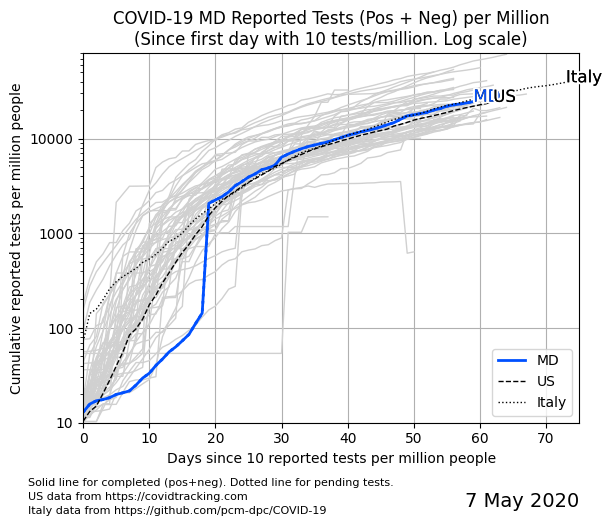 COVID-19 MD Reported Tests (Pos + Neg) per Million
(Since first day with 10 tests/million. Log scale)
Cumulative reported tests per million people
10000
1000
100
10
Italy
MD
US
MD
US
Italy
0 10 20 30 40 50 60 70
Days since 10 reported tests per million people
Solid line for completed (pos+neg). Dotted line for pending tests.
US data from https://covidtracking.com
Italy data from https://github.com/pcm-dpc/COVID-19
7 May 2020